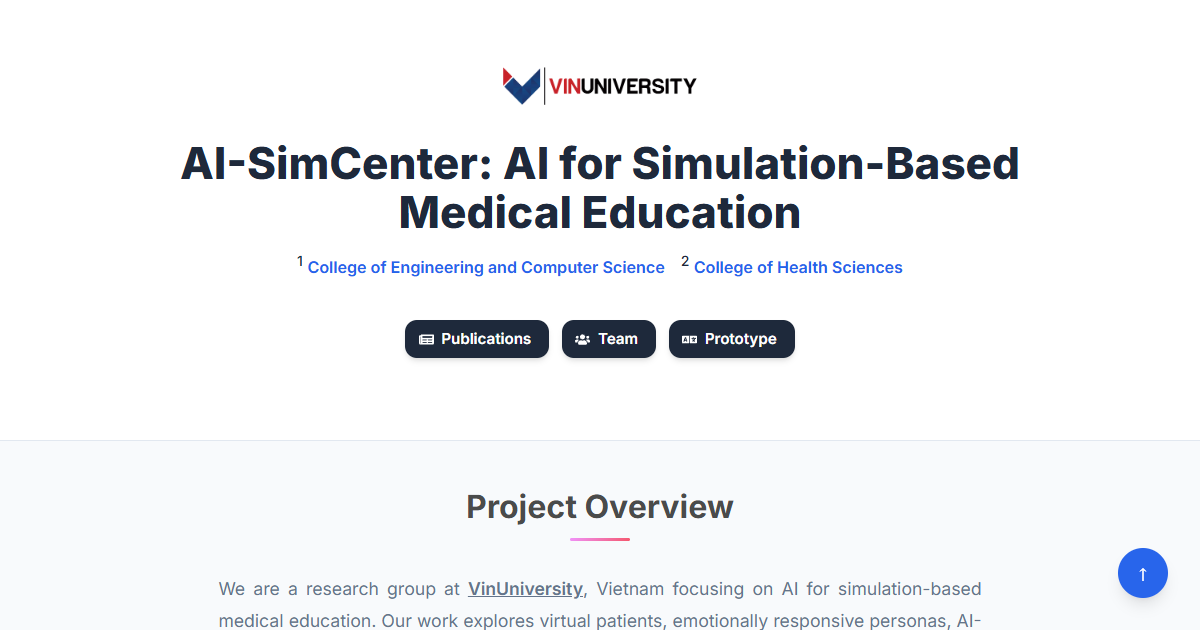 VINUNIVERSITY
AI-SimCenter: AI for Simulation-Based
Medical Education
1 College of Engineering and Computer Science 2 College of Health Sciences
Publications Team Prototype
Project Overview
We are a research group at VinUniversity, Vietnam focusing on AI for simulation-based
medical education. Our work explores virtual patients, emotionally responsive personas, AI-
↑